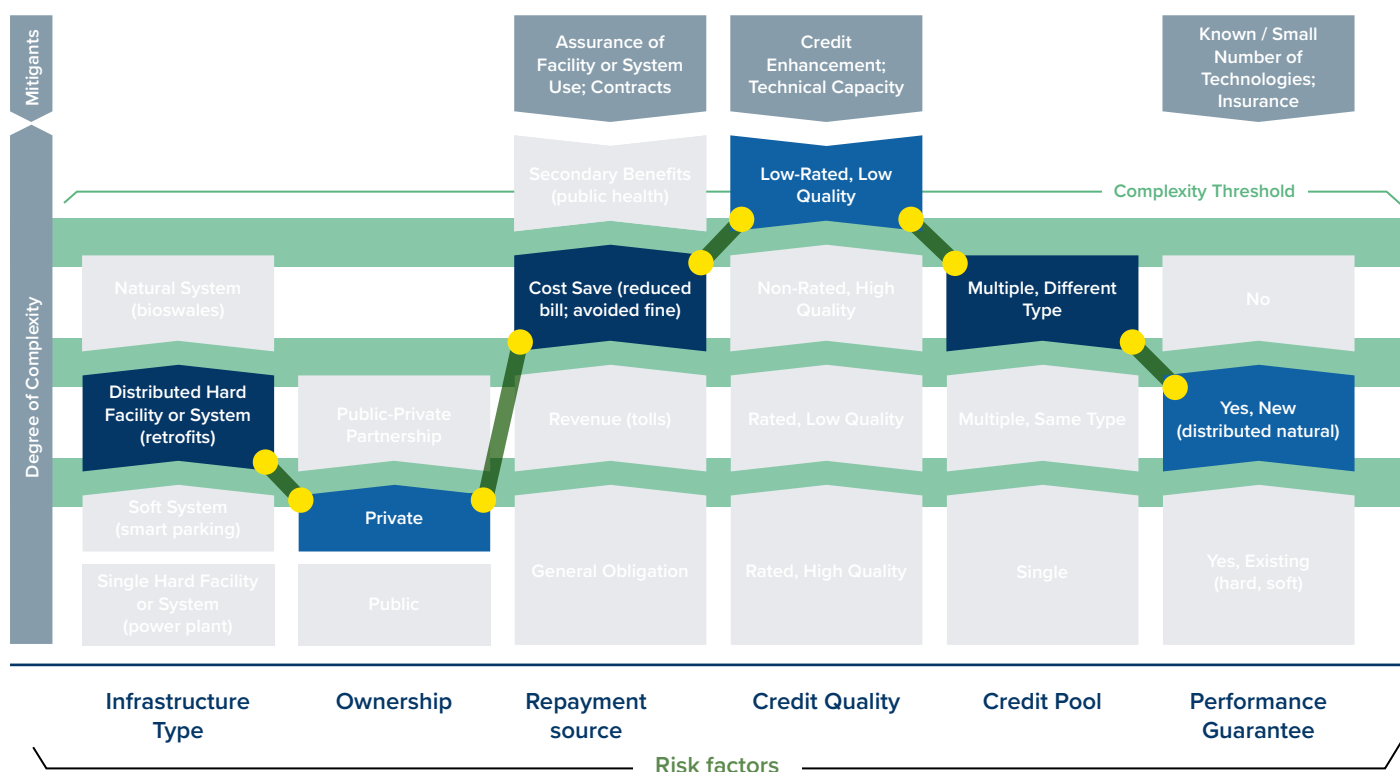 Mitigants
Assurance of
Facility or System
Use; Contracts
Credit
Enhancement;
Technical Capacity
Known / Small
Number of
Technologies;
Insurance
Degree of Complexity
Complexity Threshold
Natural System
(bioswales)
Distributed Hard
Facility or System
(retrofits)
Soft System
(smart parking)
Single Hard Facility
or System
(power plant)
Public-Private
Partnership
Private
Public
Secondary Benefits
(public health)
Cost Save (reduced
bill; avoided fine)
Revenue (tolls)
General Obligation
Low-Rated, Low
Quality
Non-Rated, High
Quality
Rated, Low Quality
Rated, High Quality
Multiple, Different
Type
Multiple, Same Type
Single
No
Yes, New
(distributed natural)
Yes, Existing
(hard, soft)
Infrastructure
Type
Ownership
Repayment
source
Credit Quality
Credit Pool
Performance
Guarantee
Risk factors